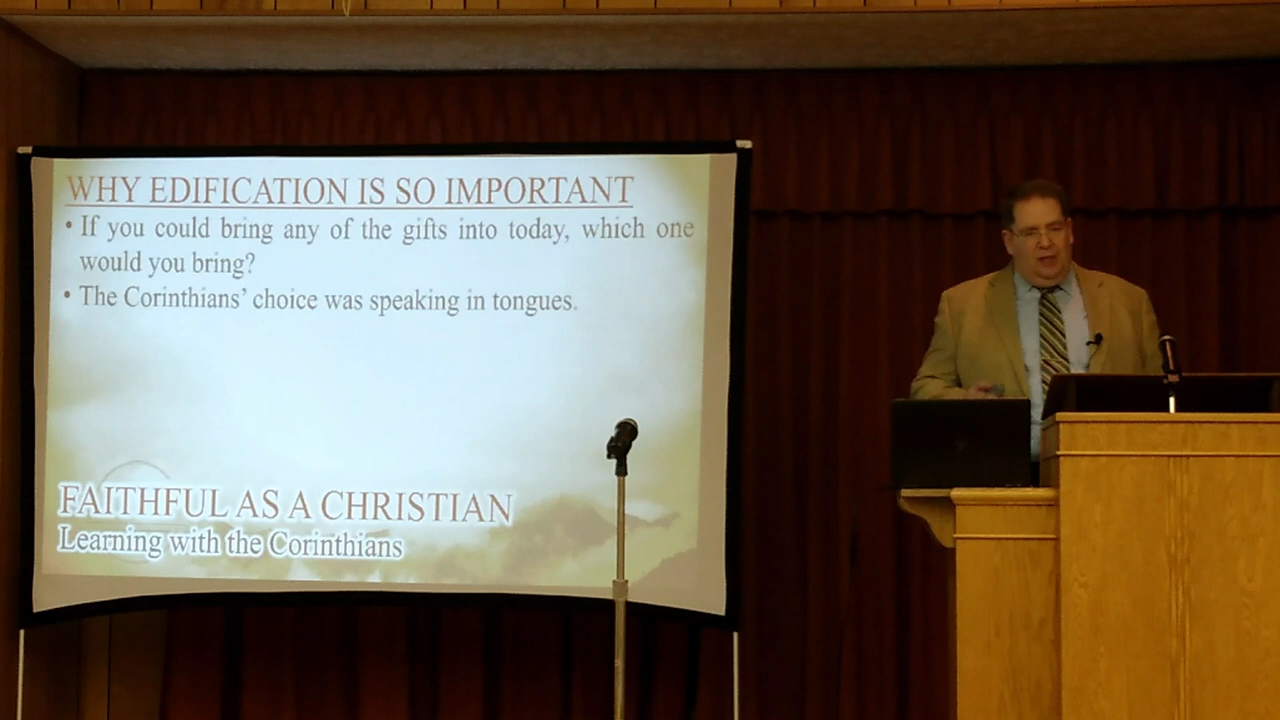 WHY EDIFICATION IS SO IMPORTANT
• If you could bring any of the gifts into today, which one
would you bring?
• The Corinthians' choice was speaking in tongues.
FAITHFUL AS A CHRISTIAN
Learning with the Corinthians